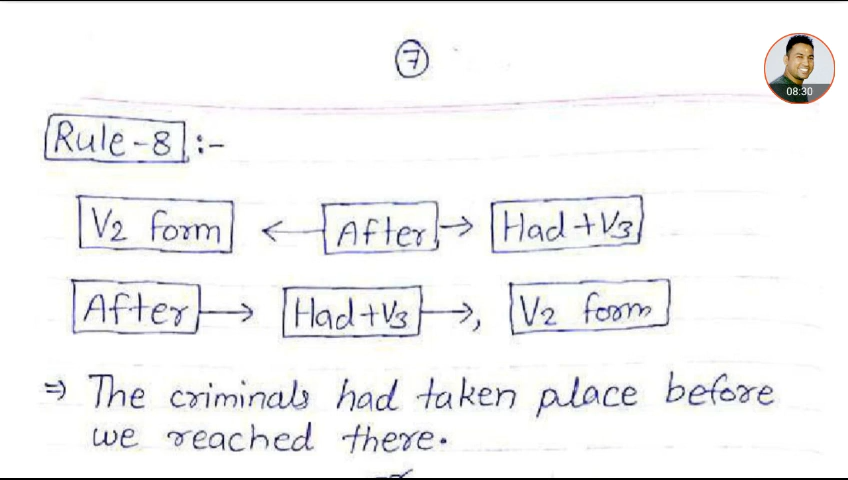 7
08:30
Rule-8 :-
V2 form ← After → Had+V3
After → Had+V3 →, V2 form
⇒ The criminals had taken place before
we reached there.